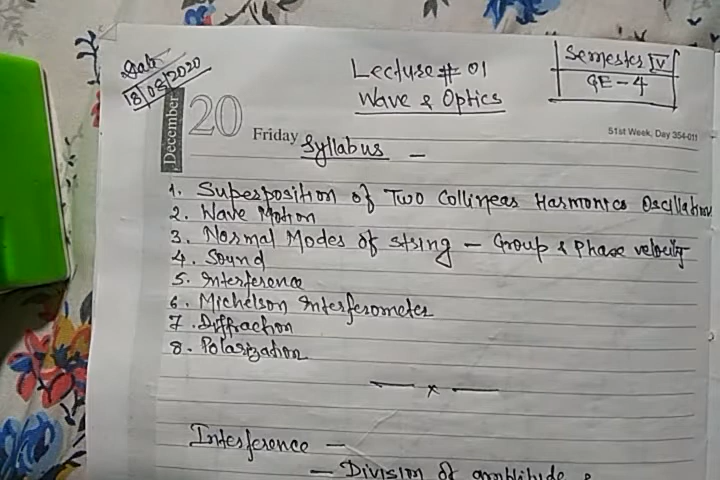 Date
18/08/2020
Lecture # 01
Wave & Optics
Semester IV
GE - 4
December
20
Friday
51st Week, Day 354-011
Syllabus -
1. Superposition of Two Collinear Harmonics Oscillation
2. Wave Motion
3. Normal Modes of string - Group & Phase velocity
4. Sound
5. Interference
6. Michelson Interferometer
7. Diffraction
8. Polarization
— x —
Interference -
- Division of amplitude &